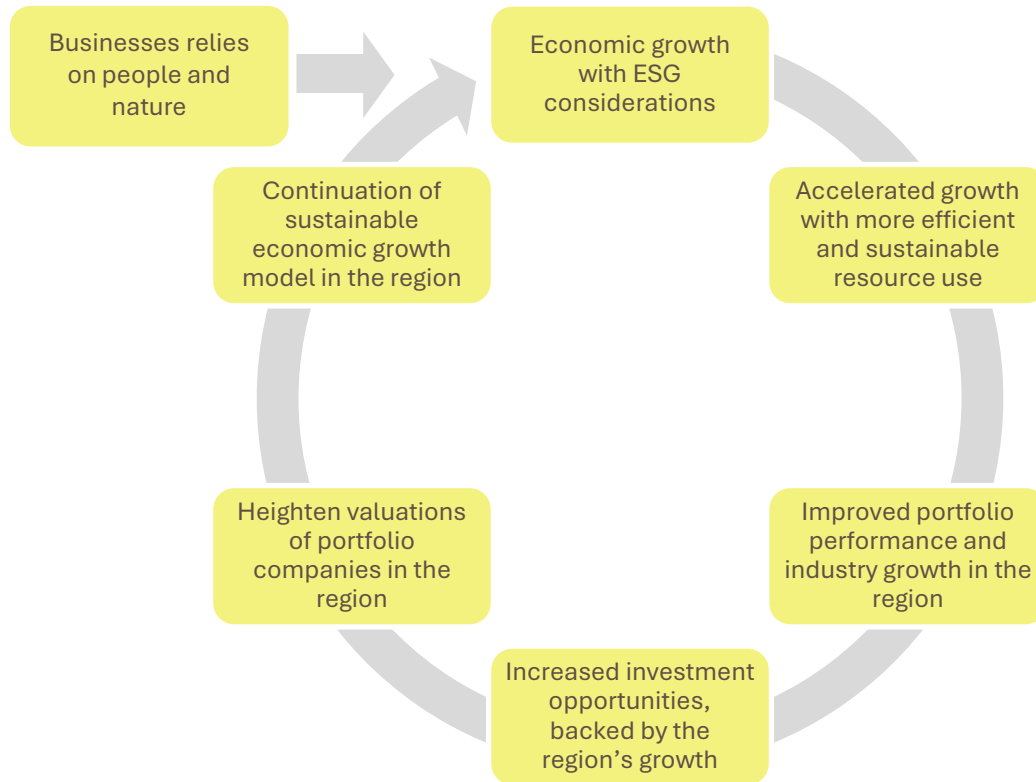 Businesses relies
on people and
nature
Economic growth
with ESG
considerations
Accelerated growth
with more efficient
and sustainable
resource use
Improved portfolio
performance and
industry growth in the
region
Increased investment
opportunities,
backed by the
region’s growth
Heighten valuations
of portfolio
companies in the
region
Continuation of
sustainable
economic growth
model in the region